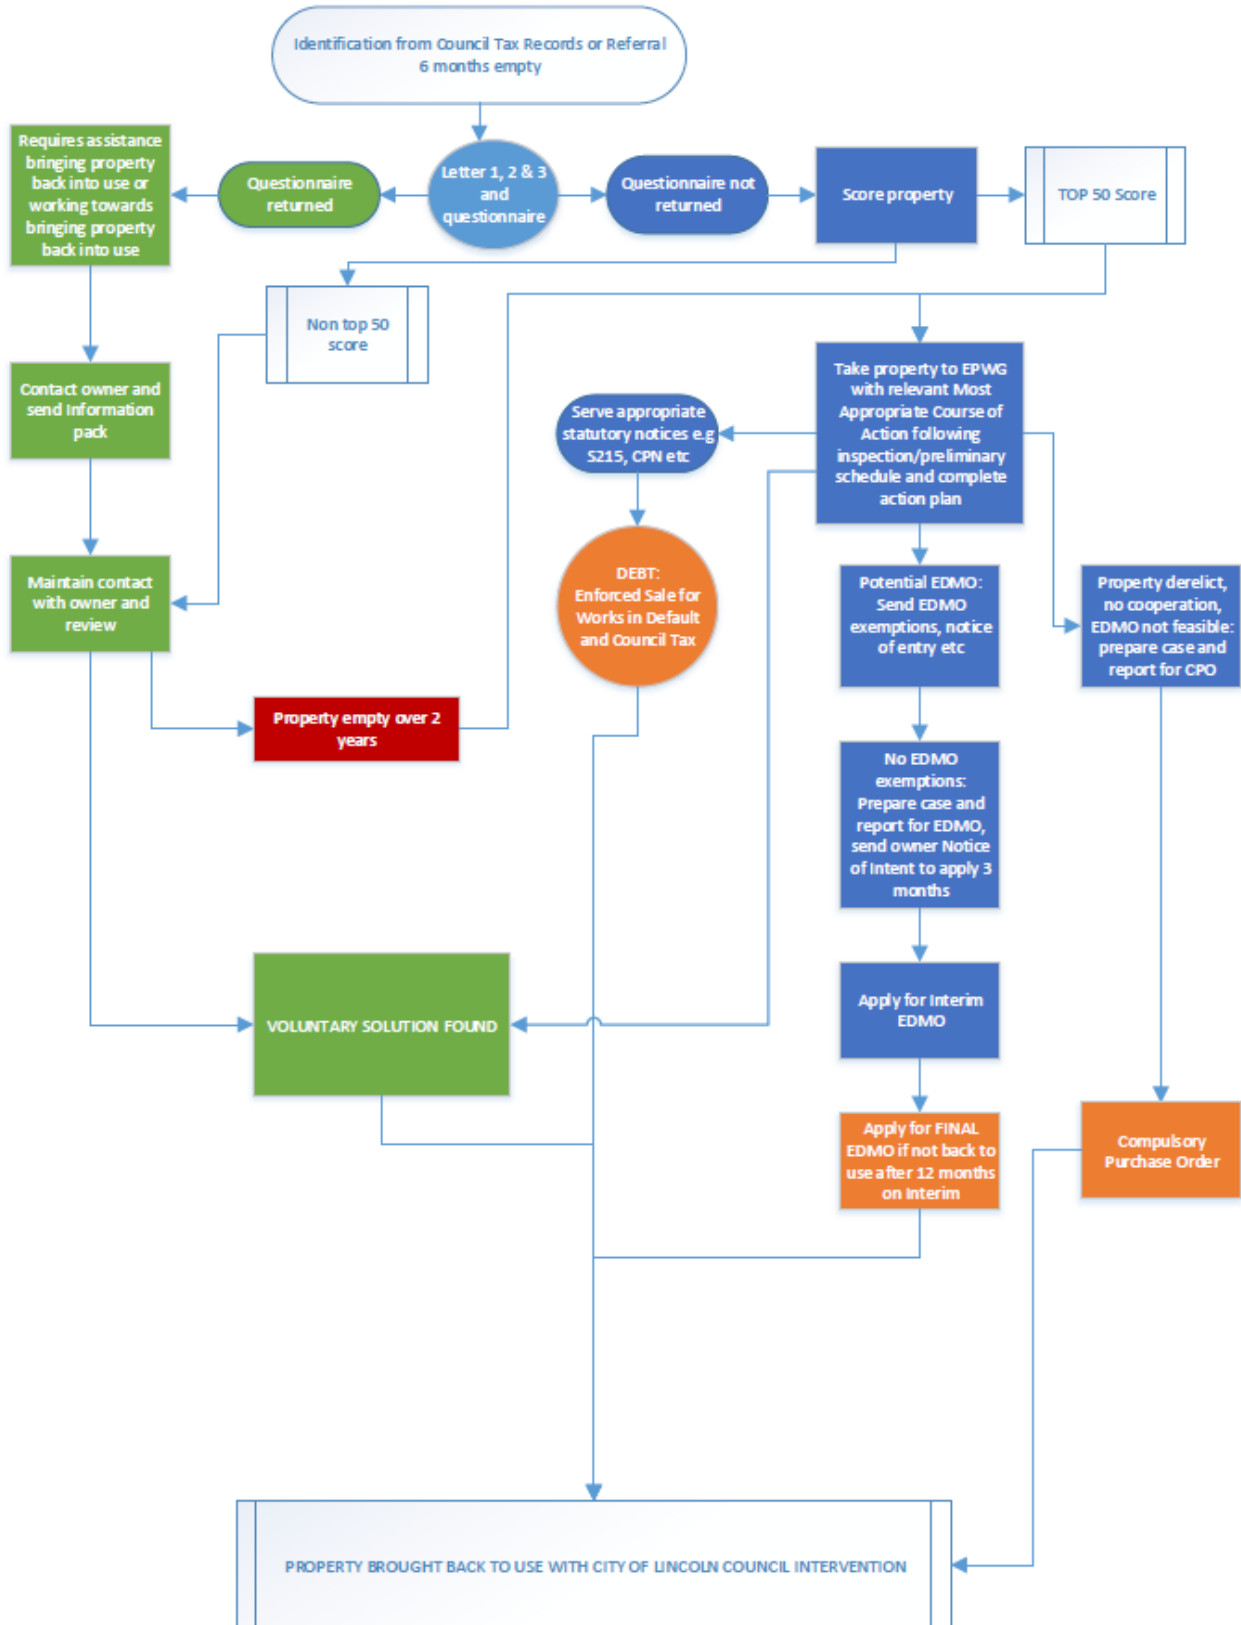 Identification from Council Tax Records or Referral
6 months empty
Requires assistance
bringing property
back into use or
working towards
bringing property
back into use
Questionnaire
returned
Letter 1, 2 & 3
and
questionnaire
Questionnaire not
returned
Score property
TOP 50 Score
Non top 50
score
Contact owner and
send Information
pack
Serve appropriate
statutory notices e.g
S215, CPN etc
Take property to EPWG
with relevant Most
Appropriate Course of
Action following
inspection/preliminary
schedule and complete
action plan
Maintain contact
with owner and
review
DEBT:
Enforced Sale for
Works in Default
and Council Tax
Potential EDMO:
Send EDMO
exemptions, notice
of entry etc
Property derelict,
no cooperation,
EDMO not feasible:
prepare case and
report for CPO
Property empty over 2
years
No EDMO
exemptions:
Prepare case and
report for EDMO,
send owner Notice
of Intent to apply 3
months
VOLUNTARY SOLUTION FOUND
Apply for Interim
EDMO
Apply for FINAL
EDMO if not back to
use after 12 months
on Interim
Compulsory
Purchase Order
PROPERTY BROUGHT BACK TO USE WITH CITY OF LINCOLN COUNCIL INTERVENTION